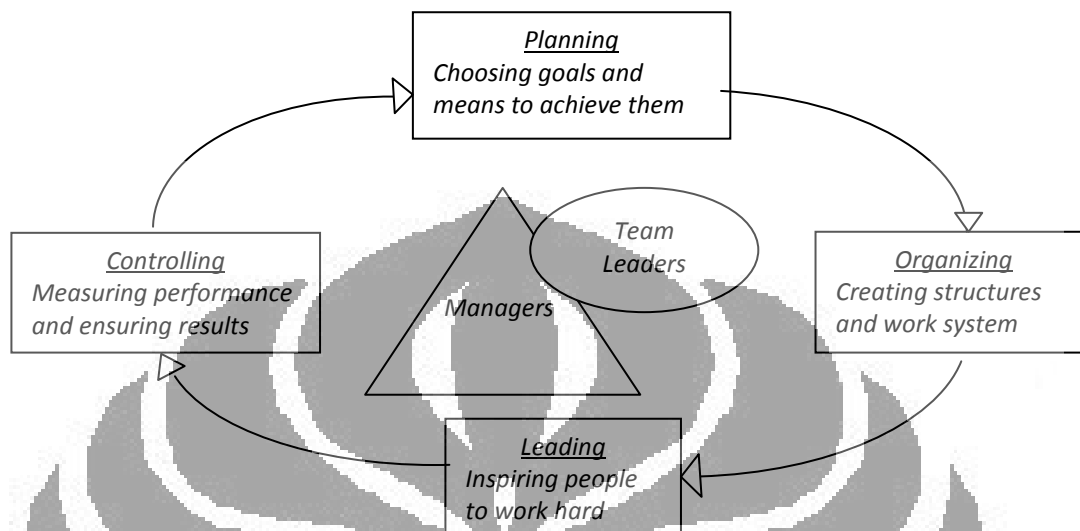 Planning
Choosing goals and
means to achieve them
Team
Leaders
Controlling
Measuring performance
and ensuring results
Managers
Organizing
Creating structures
and work system
Leading
Inspiring people
to work hard